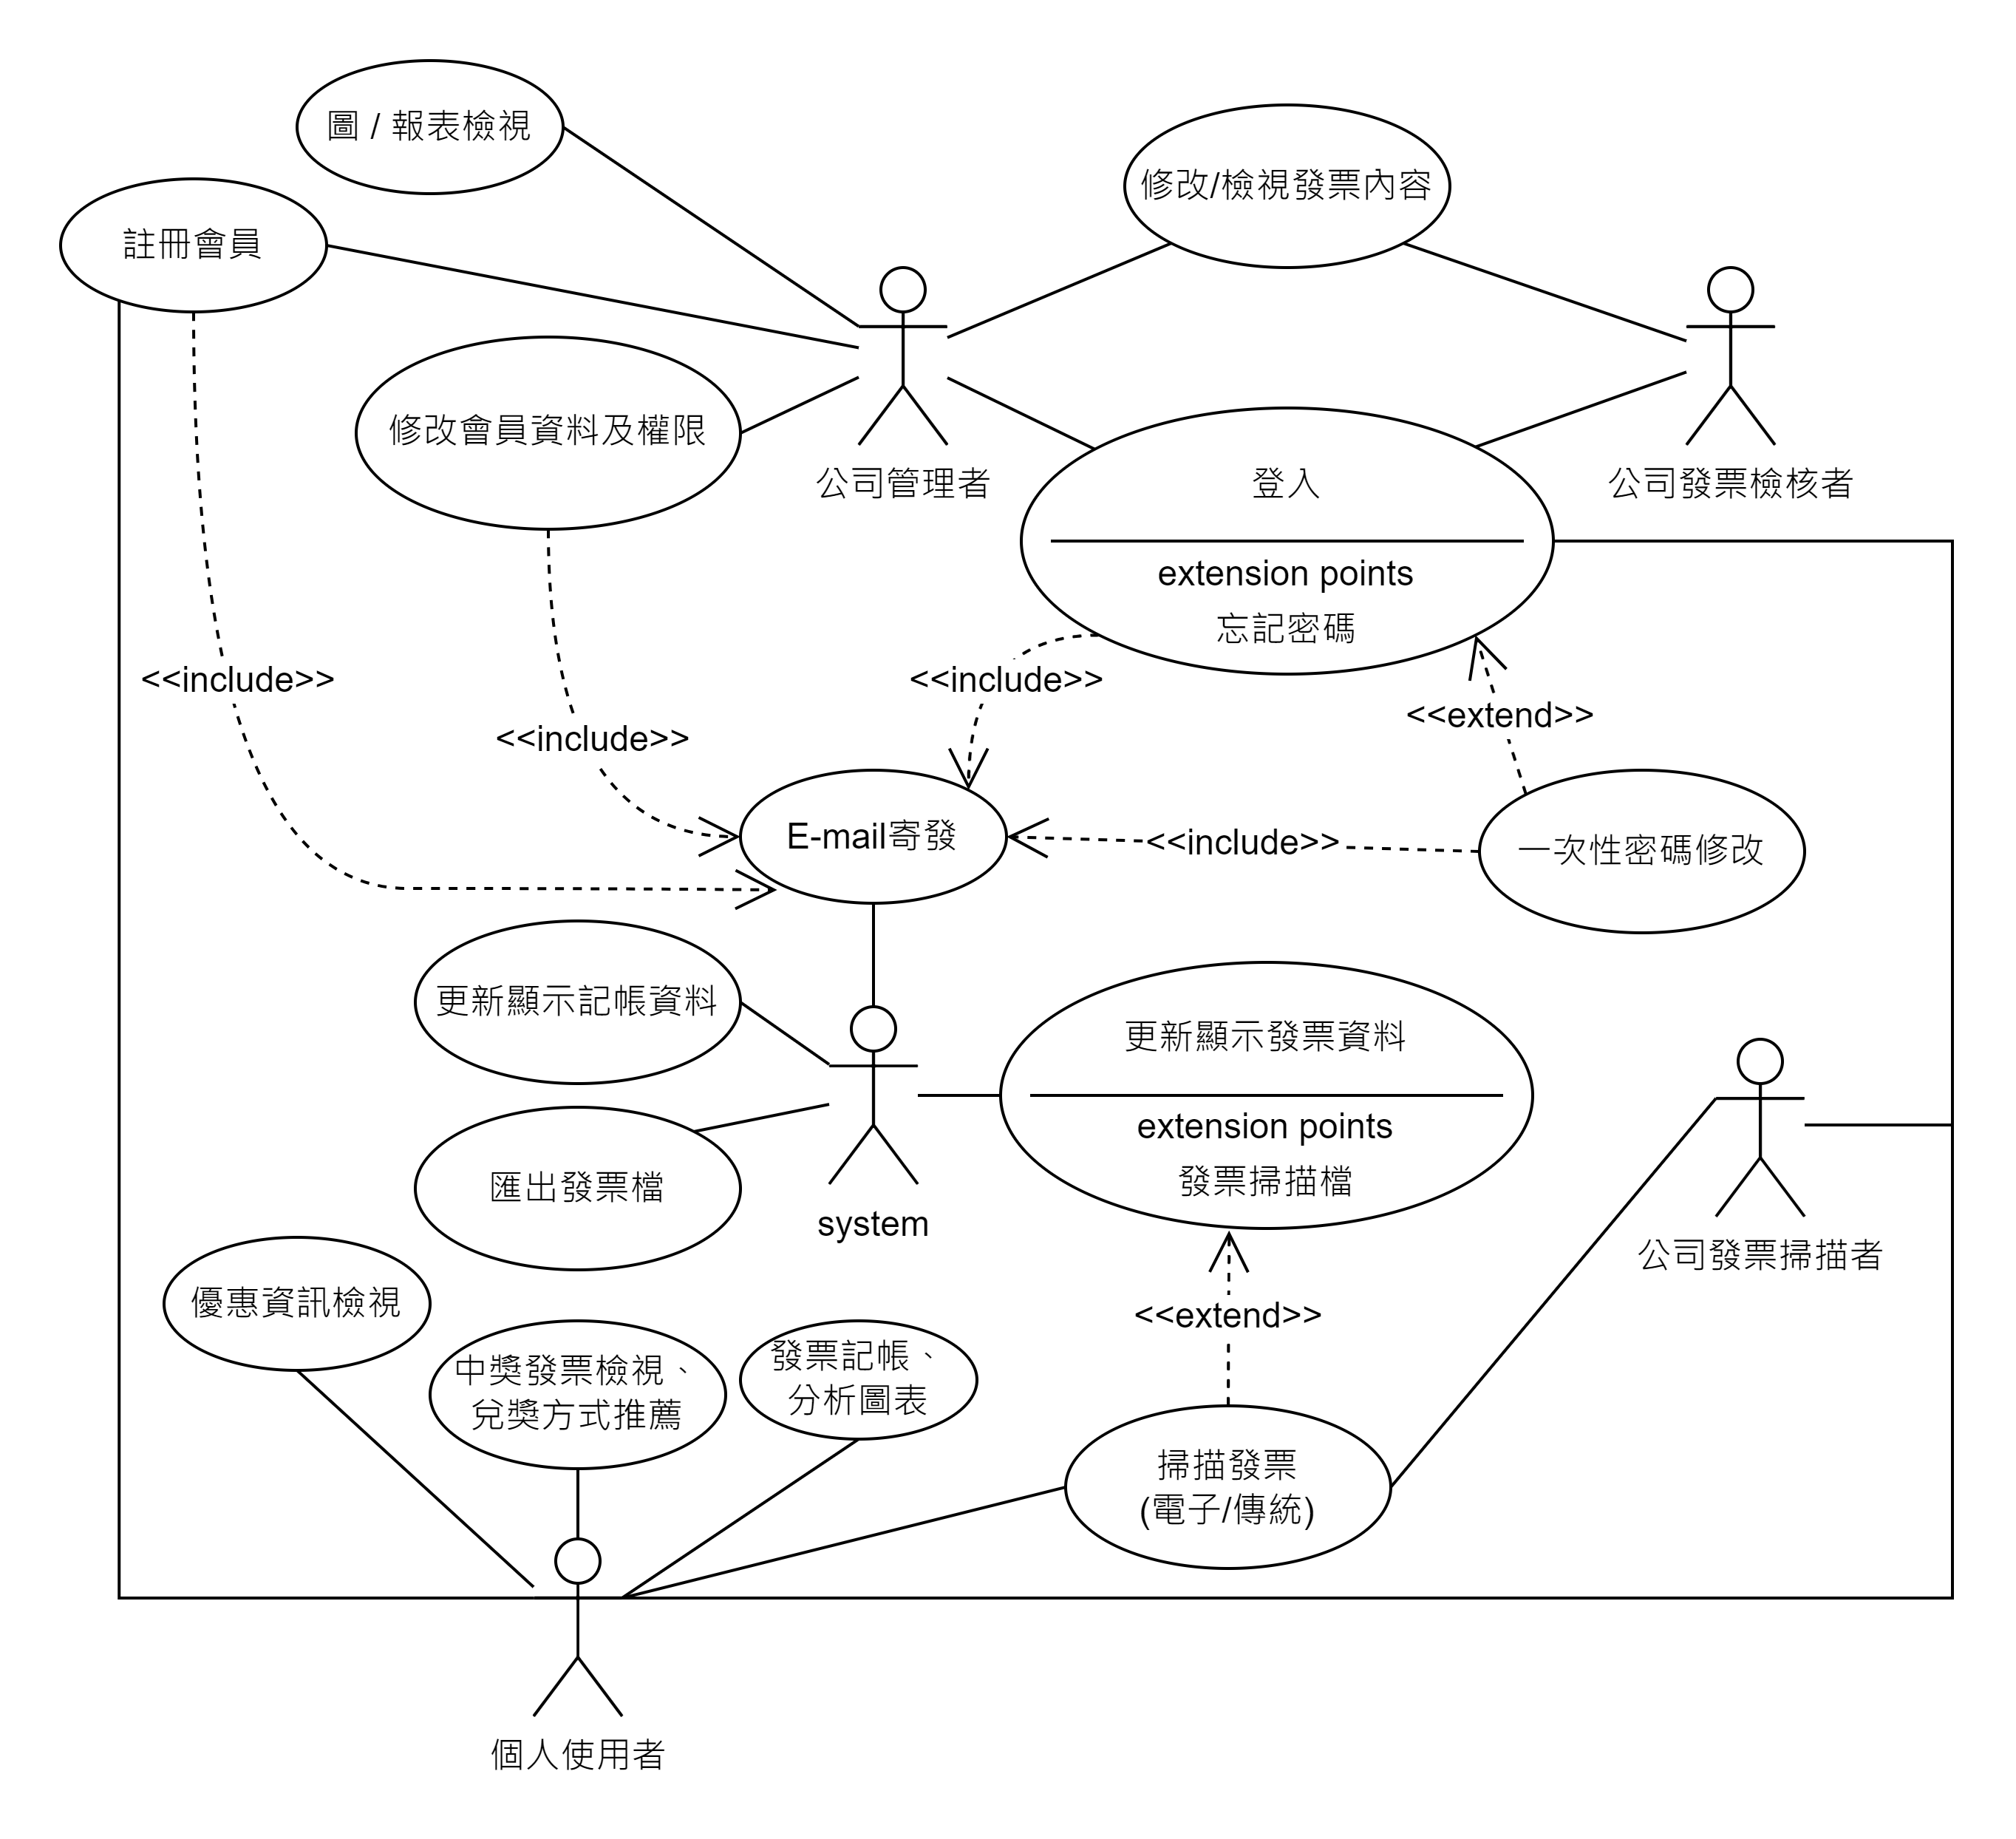 圖 / 報表檢視
修改/檢視發票內容
註冊會員
修改會員資料及權限
公司管理者
登入
公司發票檢核者
extension points
忘記密碼
<<include>>
<<include>>
<<extend>>
<<include>>
E-mail寄發
<<include>>
一次性密碼修改
更新顯示記帳資料
更新顯示發票資料
extension points
發票掃描檔
匯出發票檔
system
公司發票掃描者
優惠資訊檢視
<<extend>>
中獎發票檢視、
兌獎方式推薦
發票記帳、
分析圖表
掃描發票
(電子/傳統)
個人使用者